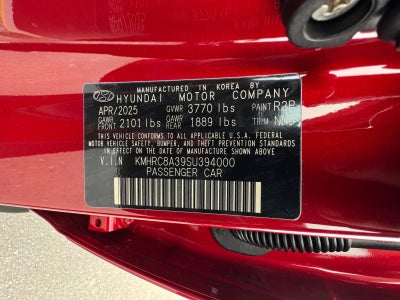 MANUFACTURED IN KOREA BY
HYUNDAI MOTOR COMPANY
APR/2025 GVWR 3770 lbs PAINT R2P
GAWR FRONT 2101 lbs GAWR REAR 1889 lbs TRIM NNB
THIS VEHICLE CONFORMS TO ALL APPLICABLE U.S.A. FEDERAL
MOTOR VEHICLE SAFETY, BUMPER, AND THEFT PREVENTION STANDARDS
IN EFFECT ON THE DATE OF MANUFACTURE SHOWN ABOVE.
V.I.N KMHRC8A39SU394000
PASSENGER CAR